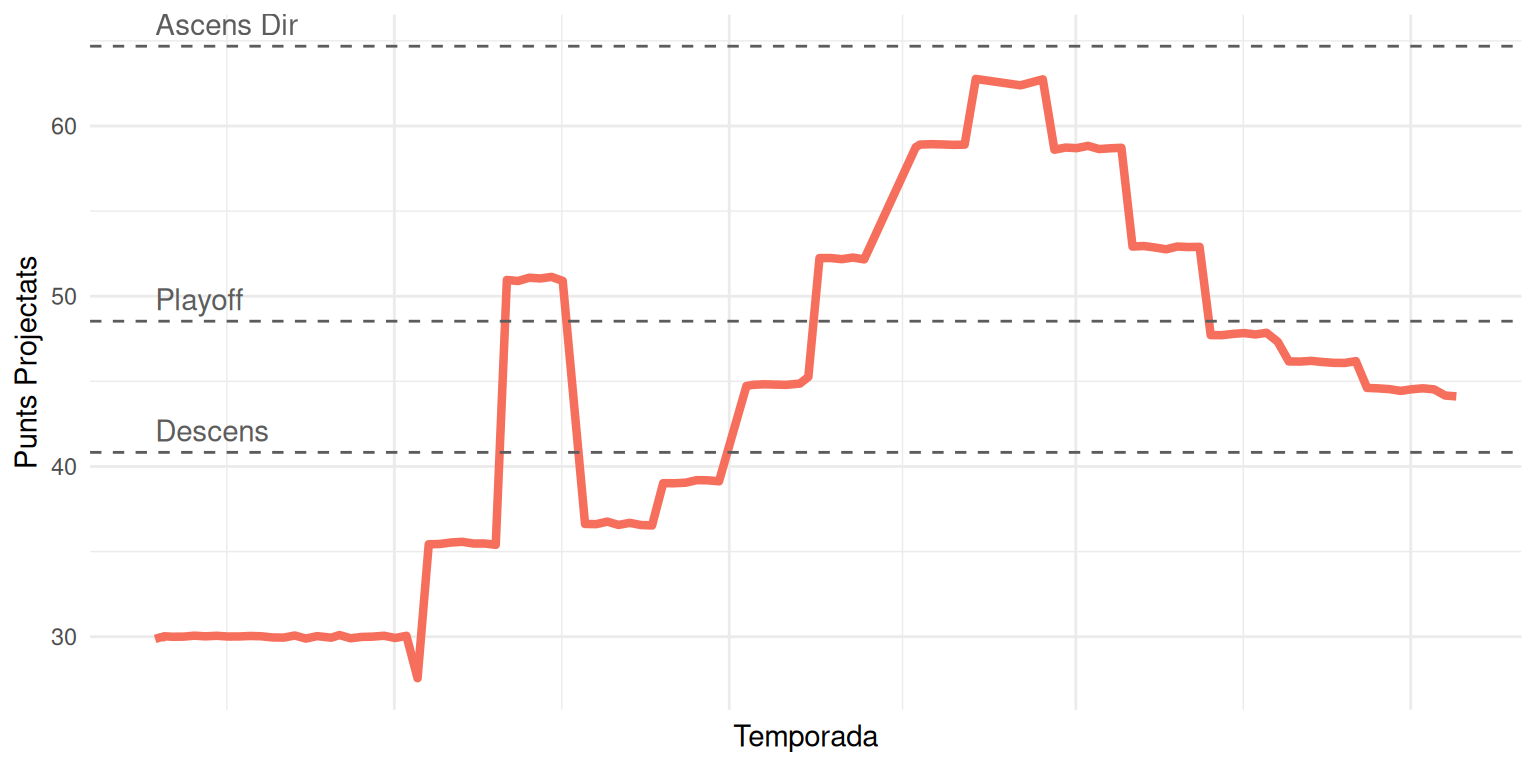 Ascens Dir
60
Playoff
50
Descens
40
30
Punts Projectats
Temporada